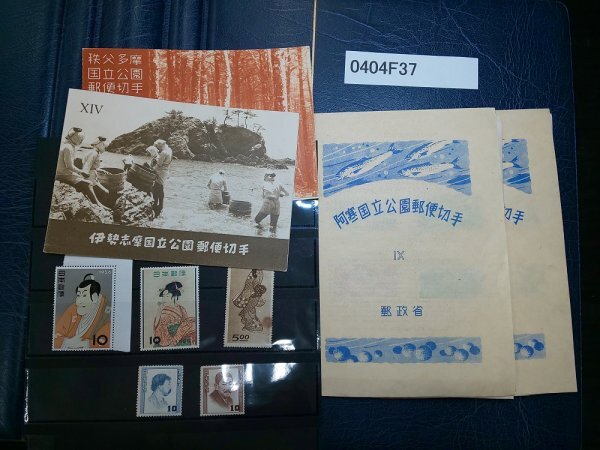 秩父多摩
国立公園
郵便切手
XIV
伊勢志摩国立公園郵便切手
0404F37
阿寒国立公園郵便切手
IX
郵政省
1956
日本郵便
10
日本郵便
10
5.00
10
10